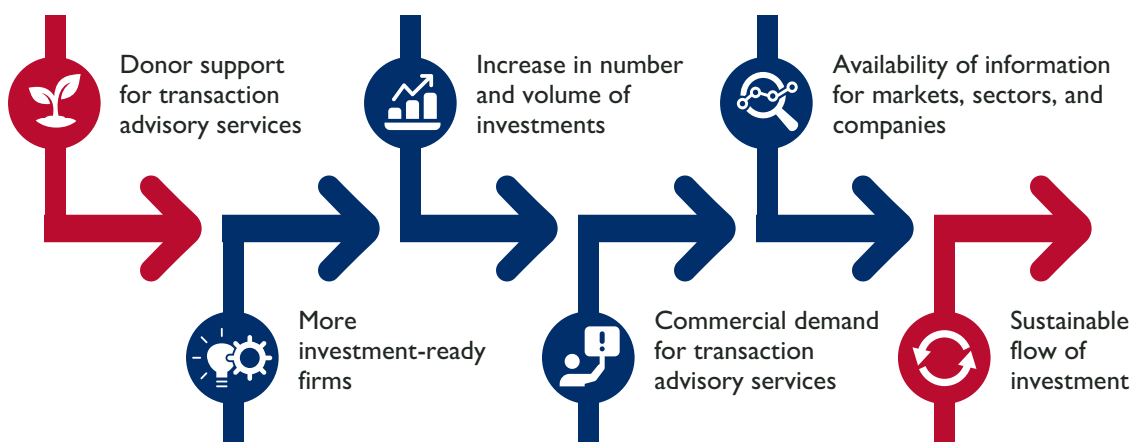 Donor support
for transaction
advisory services
More
investment-ready
firms
Increase in number
and volume of
investments
Commercial demand
for transaction
advisory services
Availability of information
for markets, sectors, and
companies
Sustainable
flow of
investment